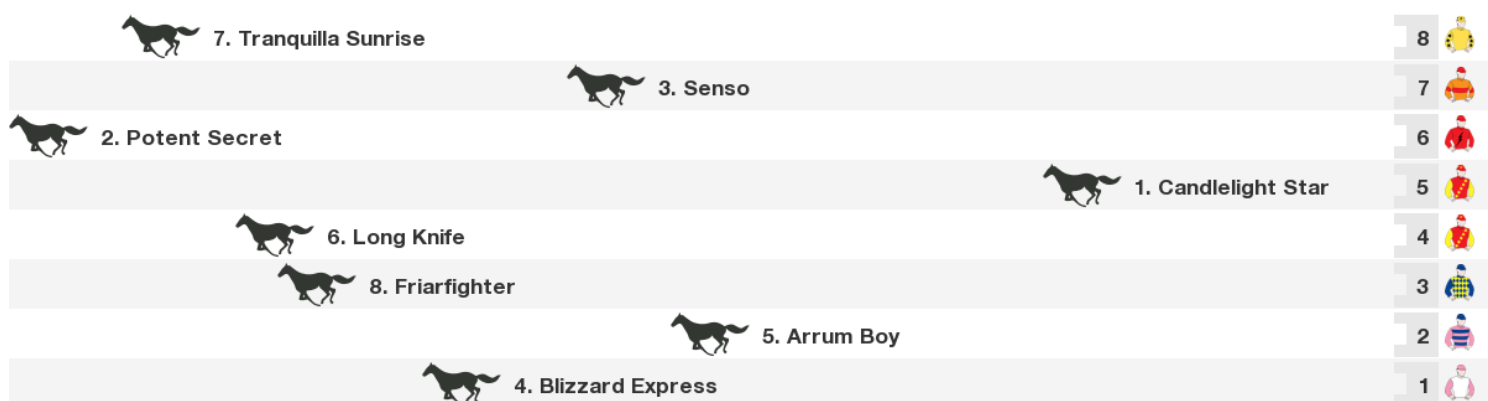 7. Tranquilla Sunrise 8
3. Senso 7
2. Potent Secret 6
1. Candlelight Star 5
6. Long Knife 4
8. Friarfighter 3
5. Arrum Boy 2
4. Blizzard Express 1